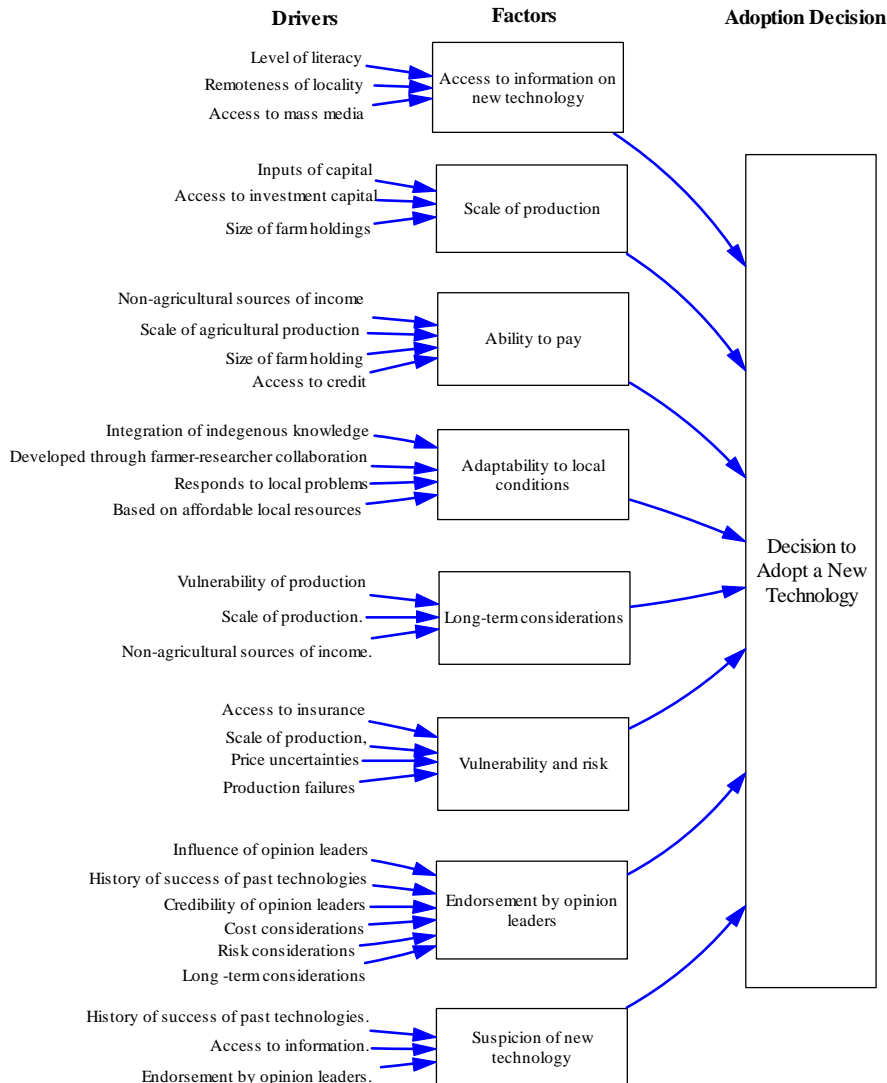 Drivers
Factors
Adoption Decision
Level of literacy
Remoteness of locality
Access to mass media
Access to information on
new technology
Inputs of capital
Access to investment capital
Size of farm holdings
Scale of production
Non-agricultural sources of income
Scale of agricultural production
Size of farm holding
Access to credit
Ability to pay
Integration of indegenous knowledge
Developed through farmer-researcher collaboration
Responds to local problems
Based on affordable local resources
Adaptability to local
conditions
Vulnerability of production
Scale of production.
Non-agricultural sources of income.
Long-term considerations
Access to insurance
Scale of production,
Price uncertainties
Production failures
Vulnerability and risk
Influence of opinion leaders
History of success of past technologies
Credibility of opinion leaders
Cost considerations
Risk considerations
Long -term considerations
Endorsement by opinion
leaders
History of success of past technologies.
Access to information.
Endorsement by opinion leaders.
Suspicion of new
technology
Decision to
Adopt a New
Technology